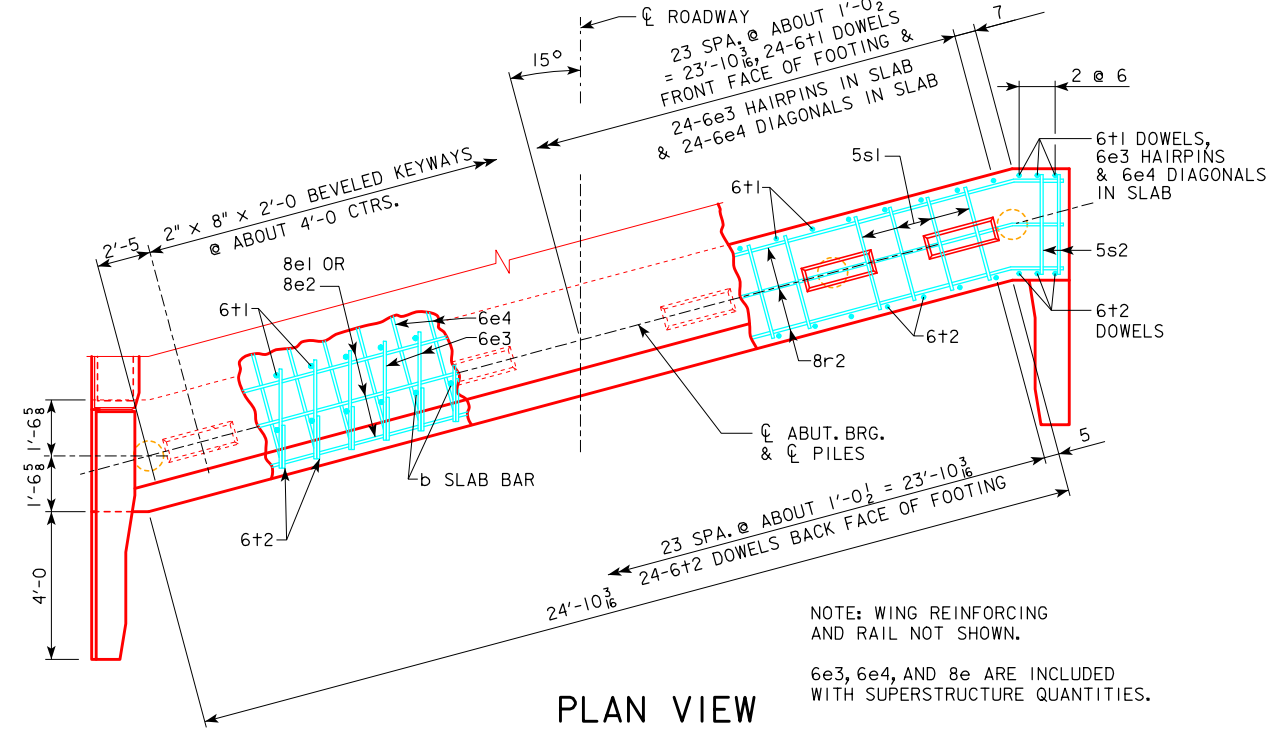 ℄ ROADWAY
15°
23 SPA. @ ABOUT 1'-0½
= 23'-10 3/16, 24-6t1 DOWELS
FRONT FACE OF FOOTING &
24-6e3 HAIRPINS IN SLAB
& 24-6e4 DIAGONALS IN SLAB
7
2 @ 6
6t1 DOWELS,
6e3 HAIRPINS
& 6e4 DIAGONALS
IN SLAB
5s1
6t1
2'-5
2" x 8" x 2'-0 BEVELED KEYWAYS
@ ABOUT 4'-0 CTRS.
8e1 OR
8e2
6t1
6e4
6e3
5s2
6t2
DOWELS
6t2
8r2
1'-6 5/8
1'-6 5/8
4'-0
℄ ABUT. BRG.
& ℄ PILES
b SLAB BAR
6t2
5
23 SPA. @ ABOUT 1'-0½ = 23'-10 3/16
24-6t2 DOWELS BACK FACE OF FOOTING
24'-10 3/16
NOTE: WING REINFORCING
AND RAIL NOT SHOWN.
6e3, 6e4, AND 8e ARE INCLUDED
WITH SUPERSTRUCTURE QUANTITIES.
PLAN VIEW